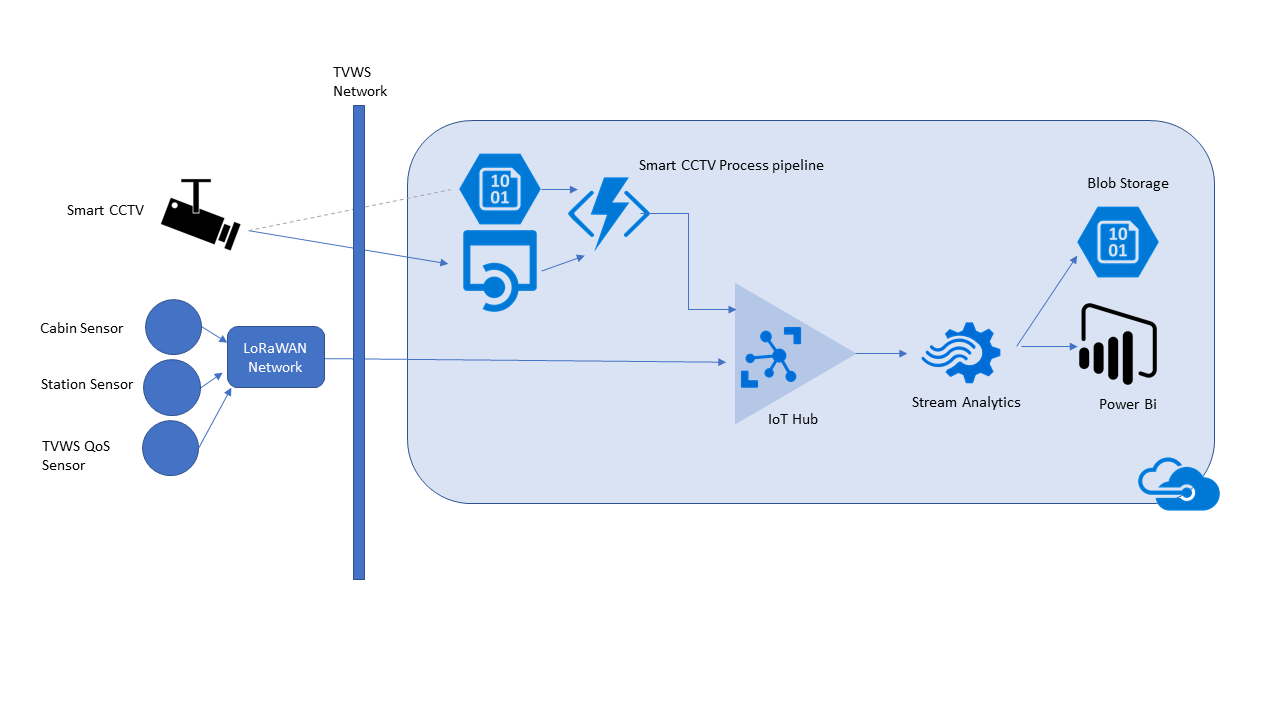 TVWS
Network
Smart CCTV Process pipeline
10
01
Blob Storage
Smart CCTV
10
01
Cabin Sensor
LoRaWAN
Network
Station Sensor
Stream Analytics
Power Bi
IoT Hub
TVWS QoS
Sensor